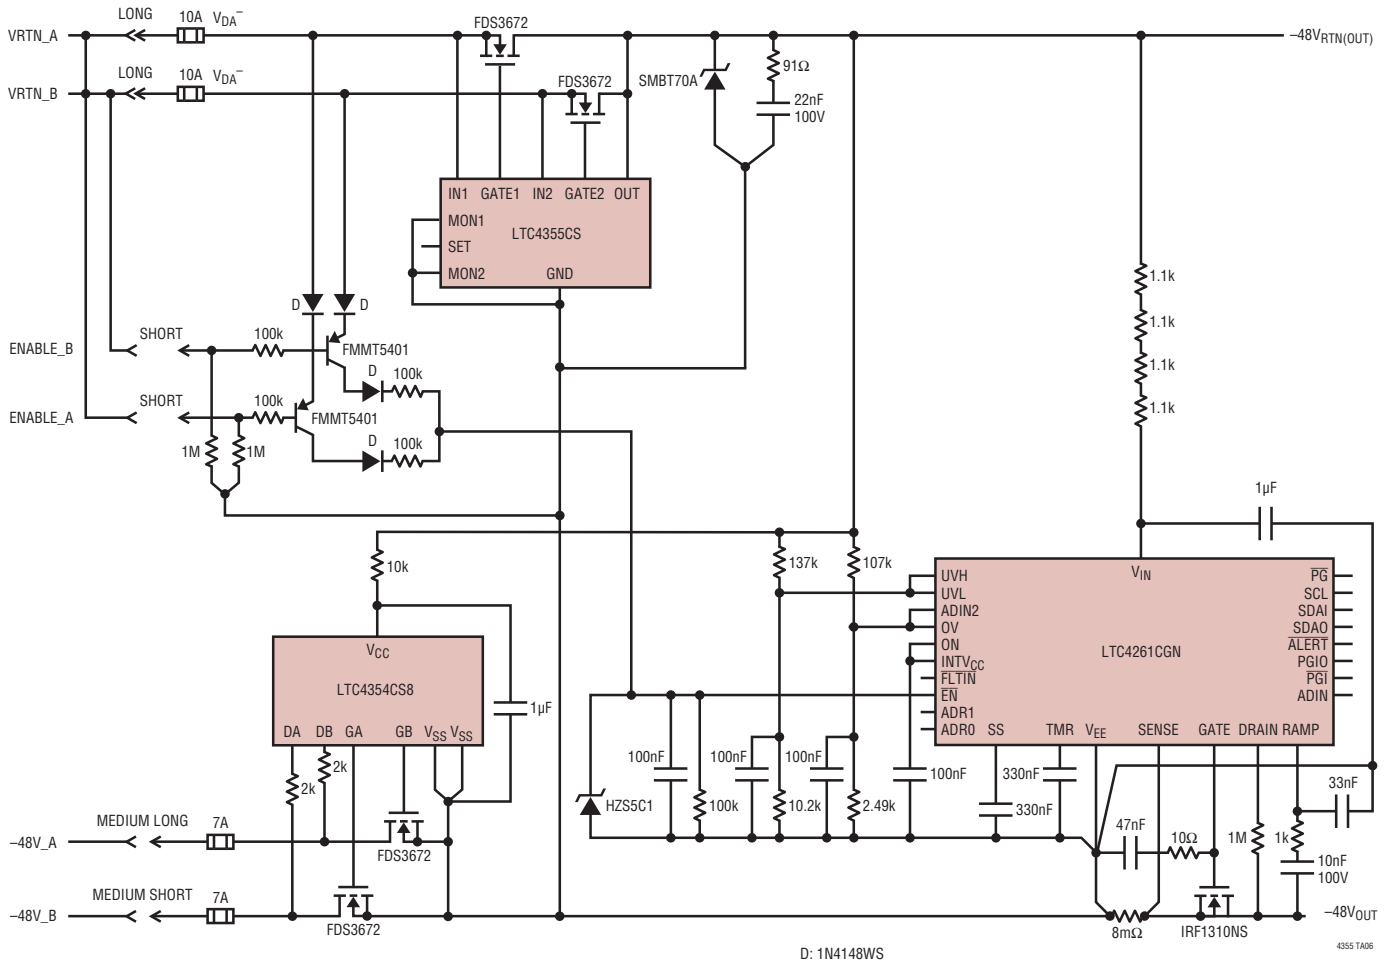 LONG 10A VDA–
VRTN_A
FDS3672
–48VRTN(OUT)
LONG 10A VDA–
VRTN_B
FDS3672
SMBT70A
91Ω
22nF
100V
IN1 GATE1 IN2 GATE2 OUT
MON1
LTC4355CS
SET
MON2
GND
D D
SHORT
100k
ENABLE_B
FMMT5401
D 100k
SHORT
100k
ENABLE_A
FMMT5401
D 100k
1M 1M
1.1k
1.1k
1.1k
1.1k
1µF
10k
137k
107k
VCC
LTC4354CS8
1µF
DA DB GA GB VSS VSS
2k
2k
VIN
UVH
UVL
ADIN2
OV
ON
INTVCC
FLTIN
EN
ADR1
ADR0
LTC4261CGN
PG
SCL
SDAI
SDAO
ALERT
PGIO
PGI
ADIN
SS TMR VEE SENSE GATE DRAIN RAMP
100nF 100nF 100nF 100nF
HZS5C1
100k
10.2k
2.49k
330nF
330nF
47nF
10Ω
1M
1k
33nF
10nF
100V
MEDIUM LONG 7A
–48V_A
FDS3672
MEDIUM SHORT 7A
–48V_B
FDS3672
8mΩ
IRF1310NS
–48VOUT
D: 1N4148WS
4355 TA06